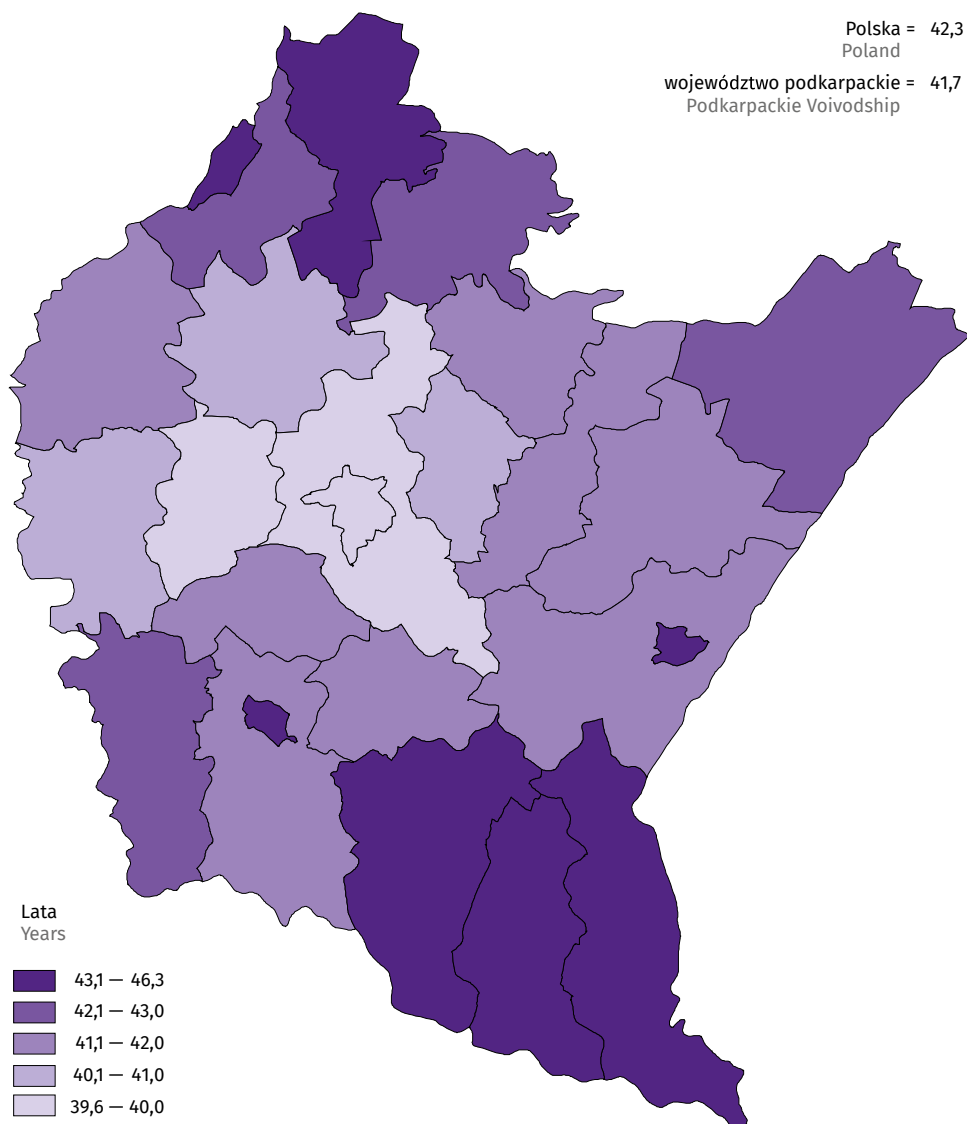 Polska = 42,3
Poland
województwo podkarpackie = 41,7
Podkarpackie Voivodship
Lata
Years
43,1 — 46,3
42,1 — 43,0
41,1 — 42,0
40,1 — 41,0
39,6 — 40,0